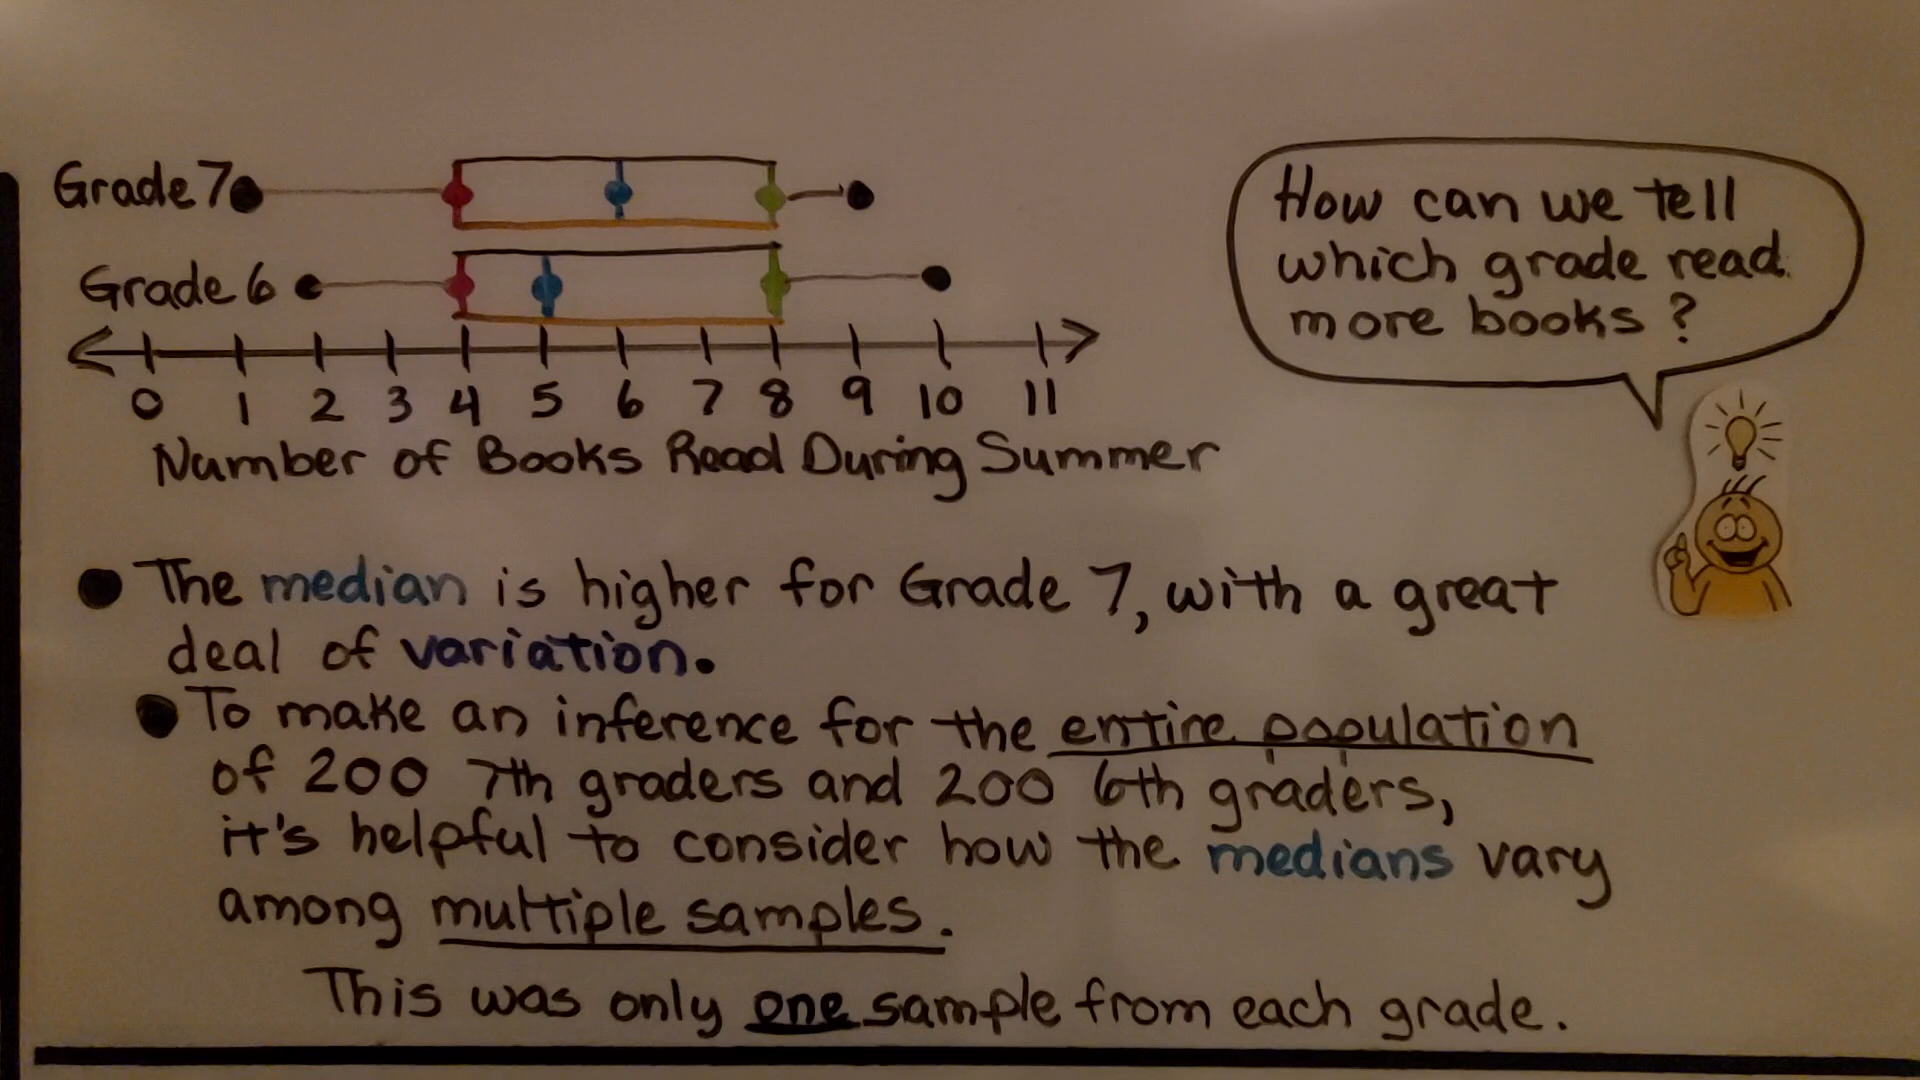 Grade 7
Grade 6
0 1 2 3 4 5 6 7 8 9 10 11
Number of Books Read During Summer
How can we tell
which grade read
more books?
• The median is higher for Grade 7, with a great
deal of variation.
• To make an inference for the entire population
of 200 7th graders and 200 6th graders,
it's helpful to consider how the medians vary
among multiple samples.
This was only one sample from each grade.